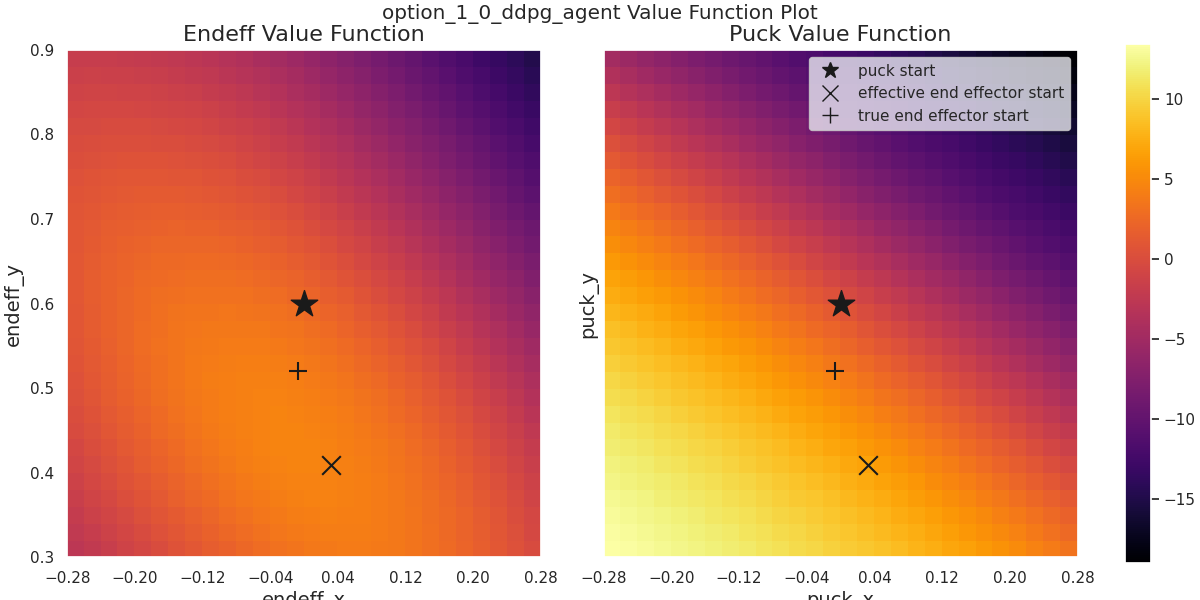 option_1_0_ddpg_agent Value Function Plot
Endeff Value Function
Puck Value Function
puck start
effective end effector start
true end effector start
0.9
0.8
0.7
0.6
0.5
0.4
0.3
endeff_y
−0.28 −0.20 −0.12 −0.04 0.04 0.12 0.20 0.28
endeff_x
puck_y
−0.28 −0.20 −0.12 −0.04 0.04 0.12 0.20 0.28
puck_x
10
5
0
−5
−10
−15